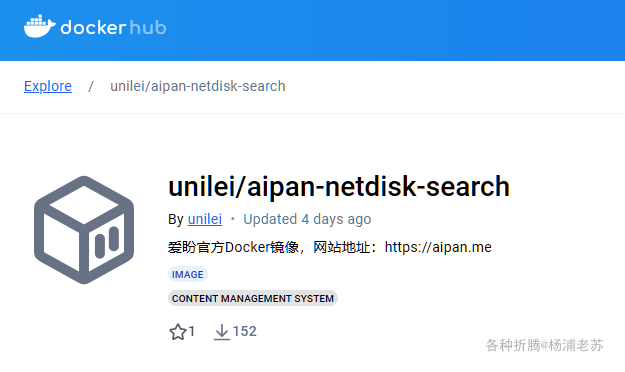 dockerhub
Explore / unilei/aipan-netdisk-search
unilei/aipan-netdisk-search
By unilei • Updated 4 days ago
爱盼官方Docker镜像，网站地址：https://aipan.me
IMAGE
CONTENT MANAGEMENT SYSTEM
1 152
各种折腾@杨浦老苏